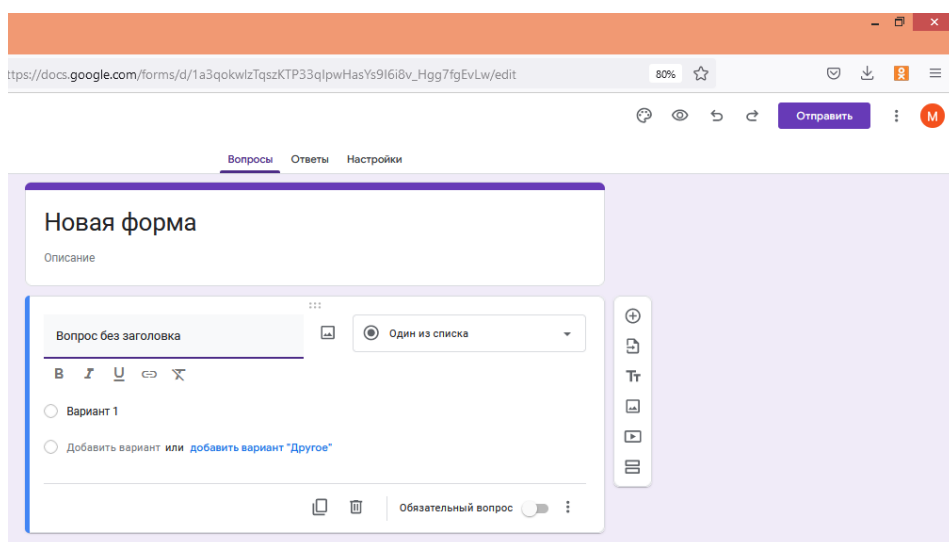 ttps://docs.google.com/forms/d/1a3qokwlzTqszKTP33qIpwHasYs9I6i8v_Hgg7fgEvLw/edit
80%
Отправить
M
Вопросы Ответы Настройки
Новая форма
Описание
Вопрос без заголовка
Один из списка
B I U
Tт
Вариант 1
Добавить вариант или добавить вариант "Другое"
Обязательный вопрос